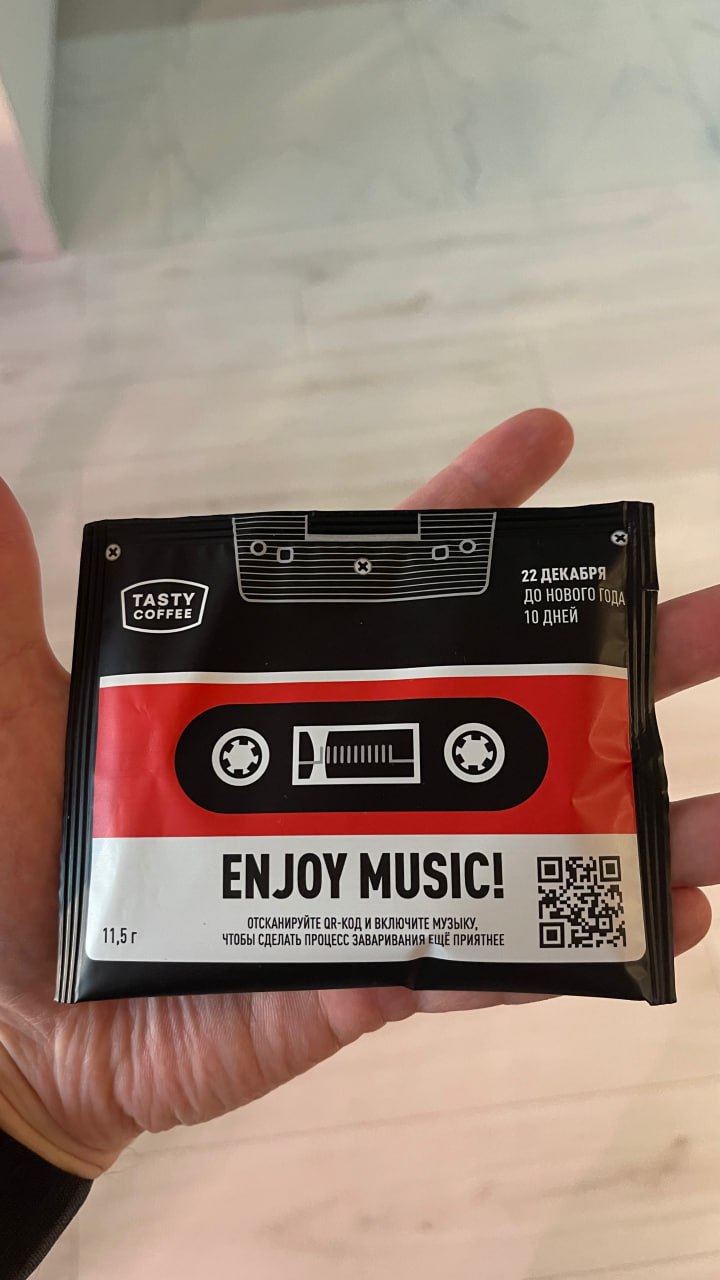 TASTY
COFFEE
22 ДЕКАБРЯ
ДО НОВОГО ГОДА
10 ДНЕЙ
ENJOY MUSIC!
ОТСКАНИРУЙТЕ QR-КОД И ВКЛЮЧИТЕ МУЗЫКУ,
ЧТОБЫ СДЕЛАТЬ ПРОЦЕСС ЗАВАРИВАНИЯ ЕЩЁ ПРИЯТНЕЕ
11,5 г